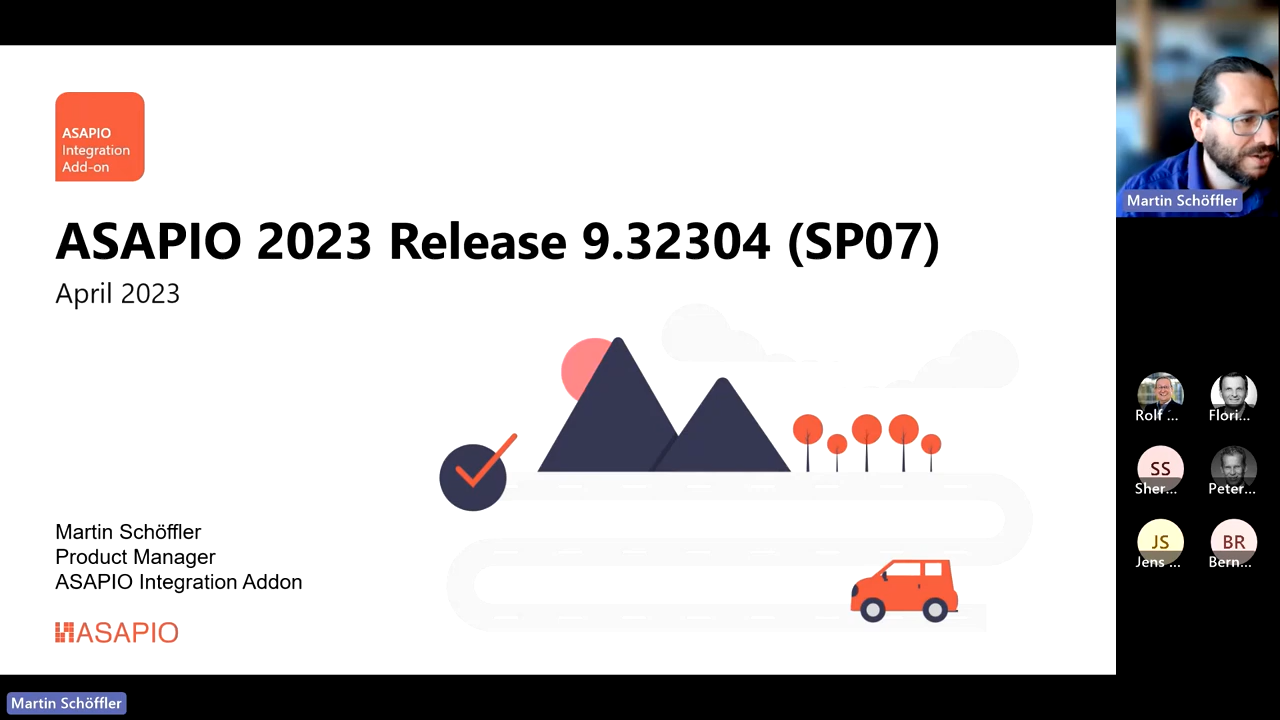 ASAPIO
Integration
Add-on
ASAPIO 2023 Release 9.32304 (SP07)
April 2023
Martin Schöffler
Product Manager
ASAPIO Integration Addon
ASAPIO
Martin Schöffler
Martin Schöffler
Rolf ...
Flori...
SS
Sher...
Peter...
JS
Jens ...
BR
Bern...